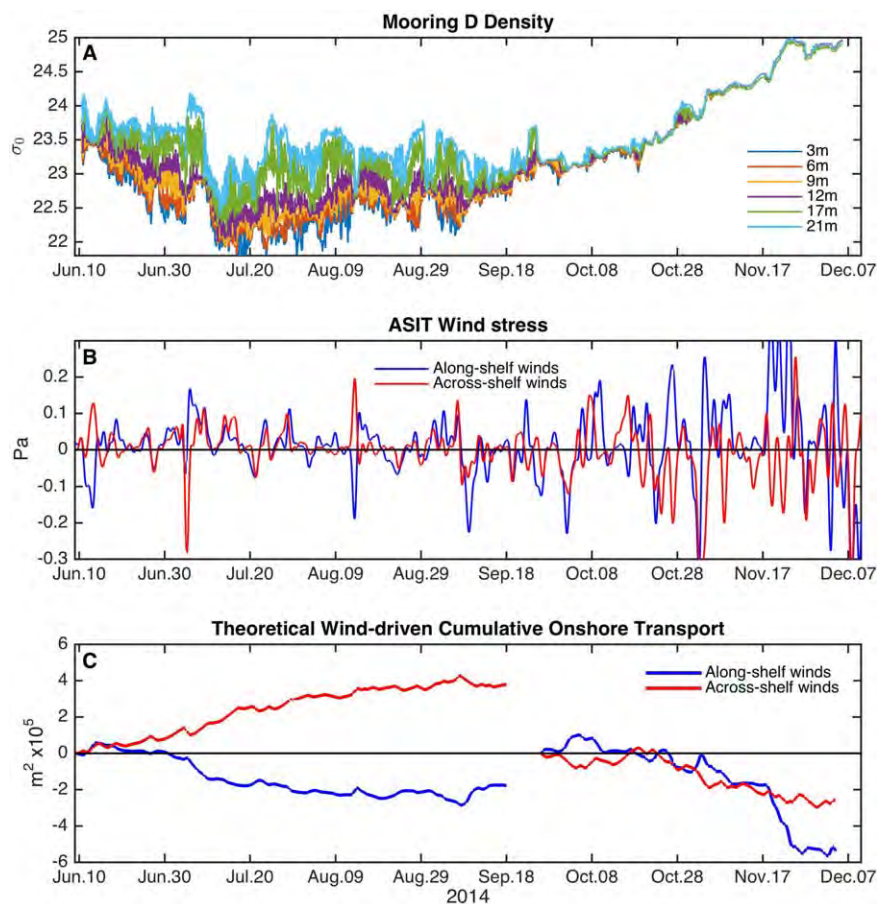 Mooring D Density
A
25
24.5
24
23.5
23
22.5
22
σ0
3m
6m
9m
12m
17m
21m
Jun.10 Jun.30 Jul.20 Aug.09 Aug.29 Sep.18 Oct.08 Oct.28 Nov.17 Dec.07
ASIT Wind stress
B
Along-shelf winds
Across-shelf winds
0.2
0.1
0
-0.1
-0.2
-0.3
Pa
Jun.10 Jun.30 Jul.20 Aug.09 Aug.29 Sep.18 Oct.08 Oct.28 Nov.17 Dec.07
Theoretical Wind-driven Cumulative Onshore Transport
C
Along-shelf winds
Across-shelf winds
6
4
2
0
-2
-4
-6
m² x10⁵
Jun.10 Jun.30 Jul.20 Aug.09 Aug.29 Sep.18 Oct.08 Oct.28 Nov.17 Dec.07
2014